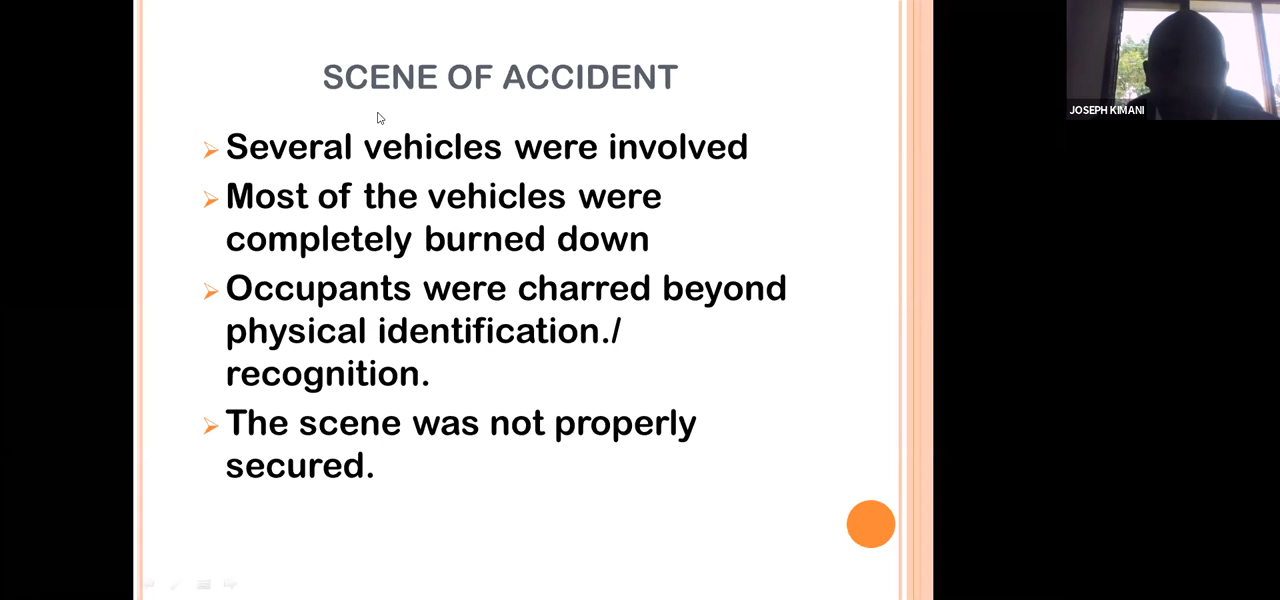 SCENE OF ACCIDENT
Several vehicles were involved
Most of the vehicles were
completely burned down
Occupants were charred beyond
physical identification./
recognition.
The scene was not properly
secured.
JOSEPH KIMANI